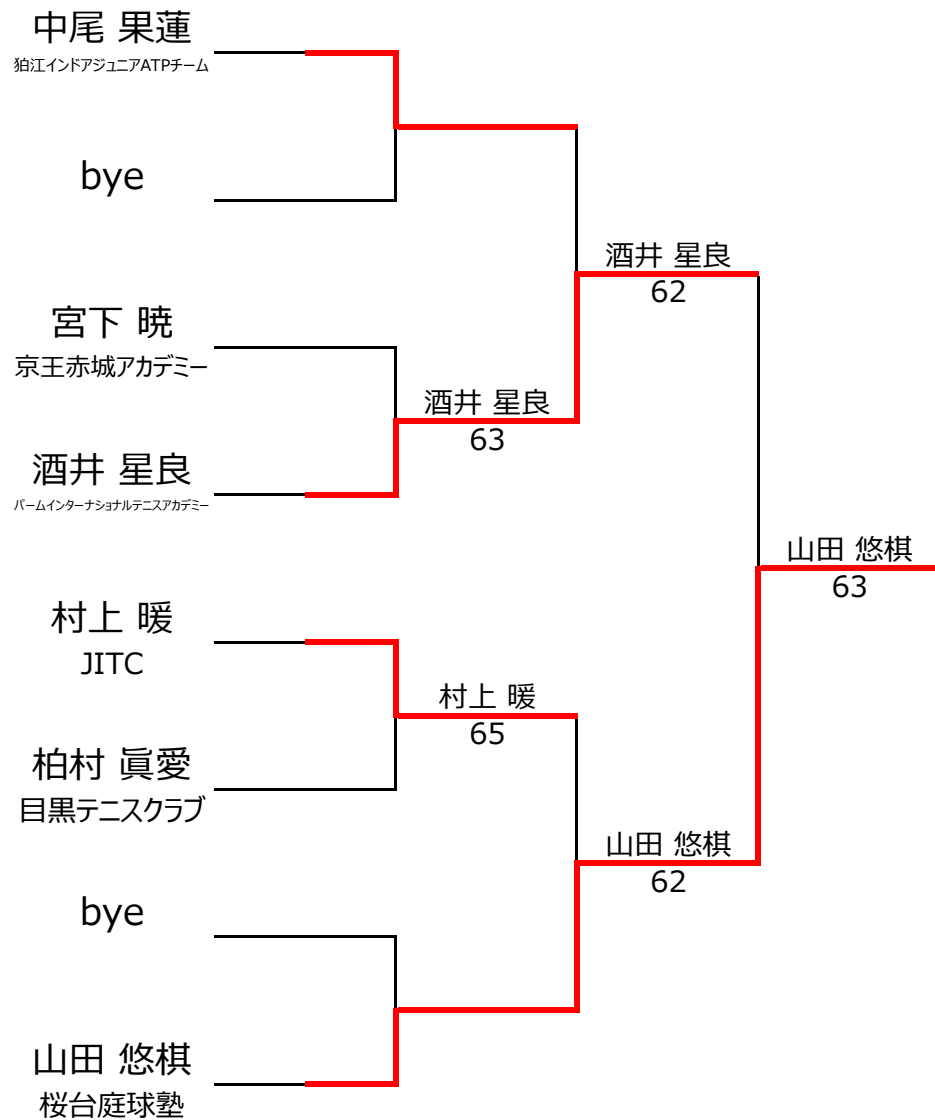 中尾 果蓮
狛江インドアジュニアATPチーム
bye
宮下 暁
京王赤城アカデミー
酒井 星良
パームインターナショナルテニスアカデミー
村上 暖
JITC
柏村 眞愛
目黒テニスクラブ
bye
山田 悠棋
桜台庭球塾
酒井 星良
63
村上 暖
65
酒井 星良
62
山田 悠棋
62
山田 悠棋
63